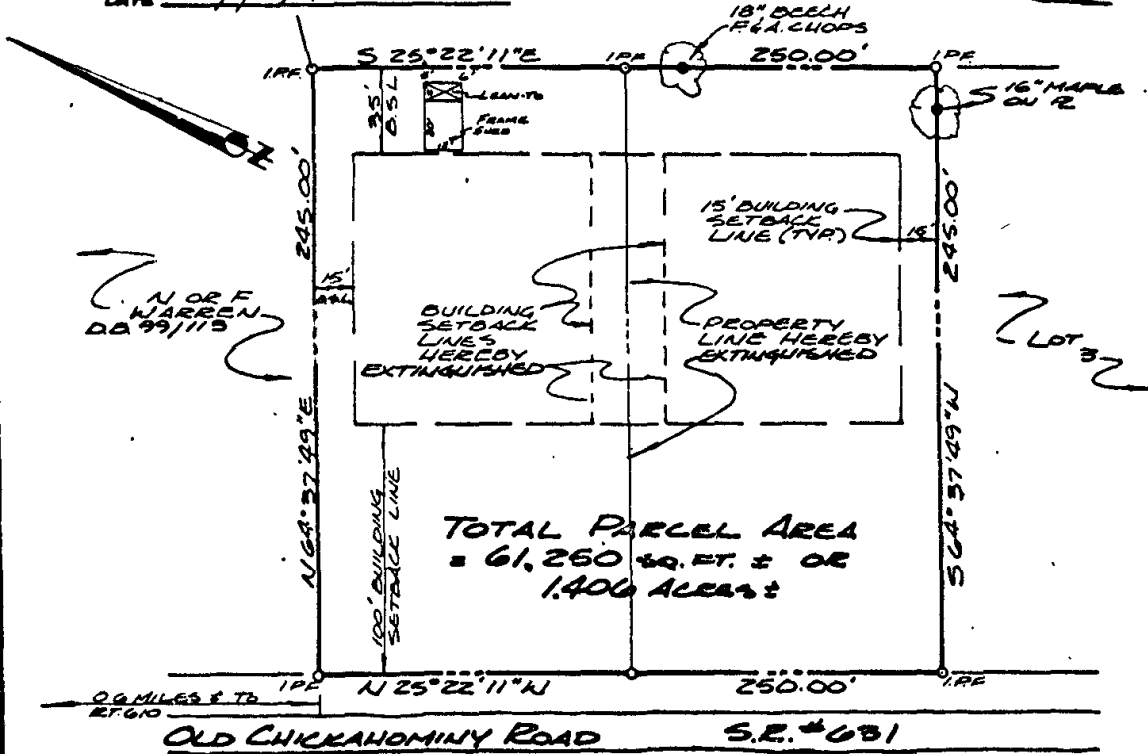 DATE
18" BEECH
F.&A. CHOPS
S 25°22'11"E
I.P.F.
250.00'
I.P.F.
I.P.F.
35'
B.S.L
LEAN-TO
FRAME
SHED
16" MAPLE
ON PL
N
245.00'
15'
B.S.L.
N OR F
WARREN
D.B. 99/113
15' BUILDING
SETBACK
LINE (TYP.)
15'
245.00'
BUILDING
SETBACK
LINES
HEREBY
EXTINGUISHED
PROPERTY
LINE HEREBY
EXTINGUISHED
LOT 3
N 64°37'49"E
S 64°37'49"W
100' BUILDING
SETBACK LINE
TOTAL PARCEL AREA
= 61,250 SQ.FT. ± OR
1.406 ACRES ±
I.P.F.
N 25°22'11"W
250.00'
I.P.F.
0.6 MILES ± TO
RT. 610
OLD CHICKAHOMINY ROAD S.R. #631